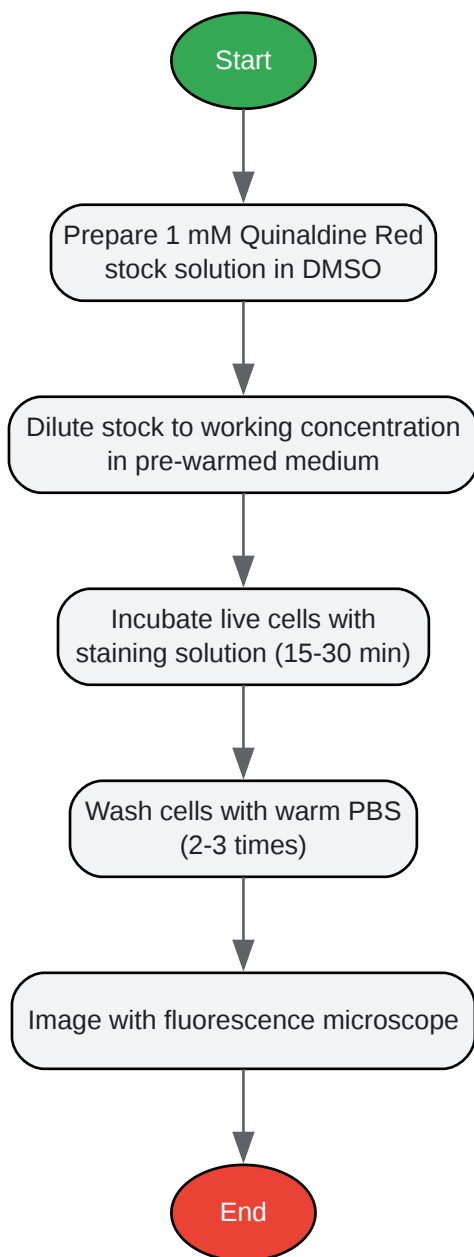 Start
Prepare 1 mM Quinaldine Red
stock solution in DMSO
Dilute stock to working concentration
in pre-warmed medium
Incubate live cells with
staining solution (15-30 min)
Wash cells with warm PBS
(2-3 times)
Image with fluorescence microscope
End